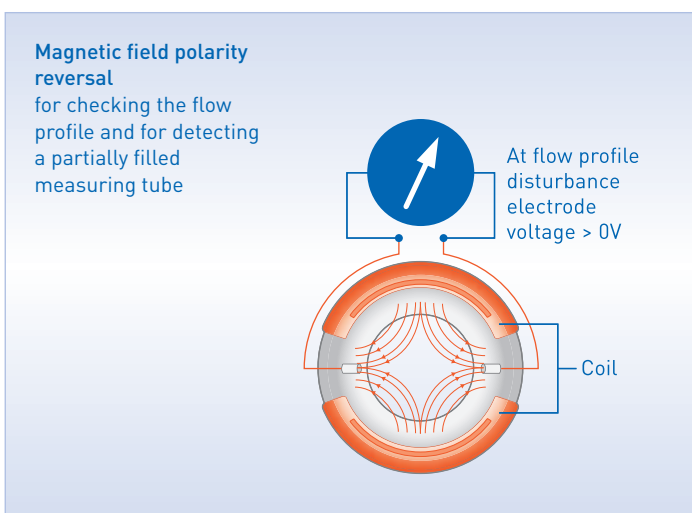 Magnetic field polarity
reversal
for checking the flow
profile and for detecting
a partially filled
measuring tube
At flow profile
disturbance
electrode
voltage > 0V
Coil